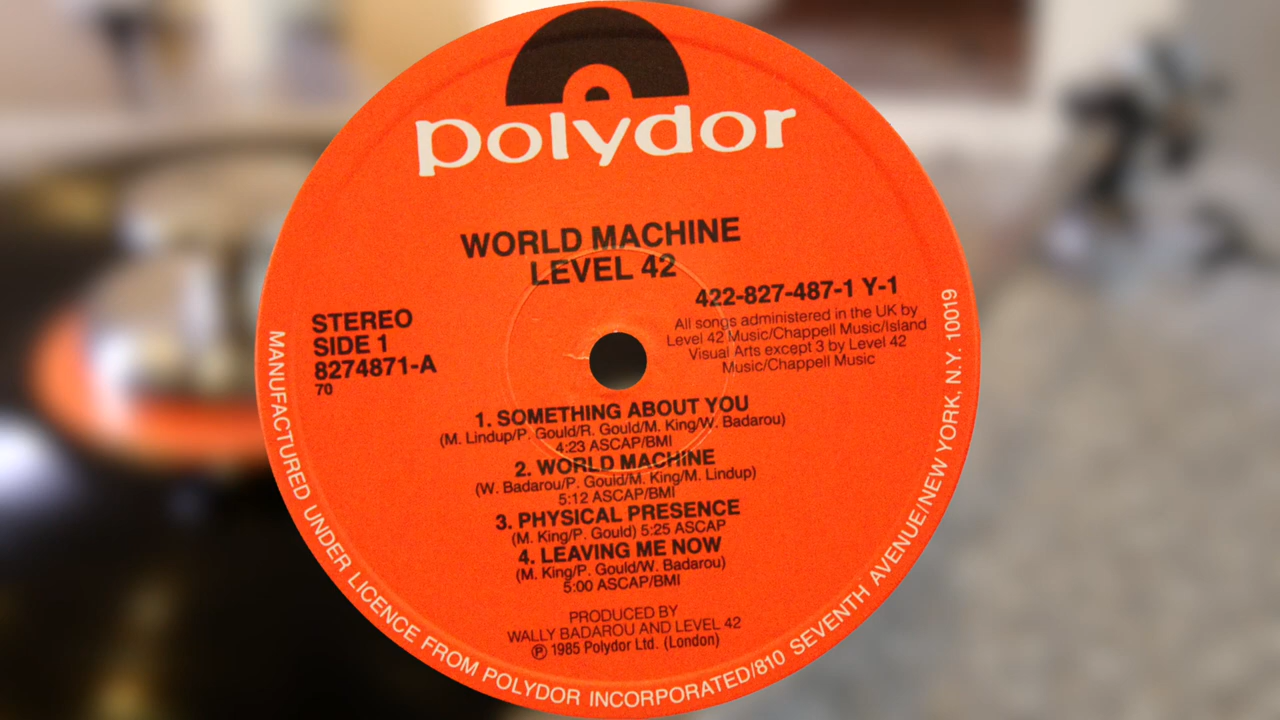 polydor
WORLD MACHINE
LEVEL 42
422-827-487-1 Y-1
All songs administered in the UK by
Level 42 Music/Chappell Music/Island
Visual Arts except 3 by Level 42
Music/Chappell Music
STEREO
SIDE 1
8274871-A
70
1. SOMETHING ABOUT YOU
(M. Lindup/P. Gould/R. Gould/M. King/W. Badarou)
4:23 ASCAP/BMI
2. WORLD MACHINE
(W. Badarou/P. Gould/M. King/M. Lindup)
5:12 ASCAP/BMI
3. PHYSICAL PRESENCE
(M. King/P. Gould) 5:25 ASCAP
4. LEAVING ME NOW
(M. King/P. Gould/W. Badarou)
5:00 ASCAP/BMI
PRODUCED BY
WALLY BADAROU AND LEVEL 42
℗ 1985 Polydor Ltd. (London)
MANUFACTURED UNDER LICENCE FROM POLYDOR INCORPORATED/810 SEVENTH AVENUE/NEW YORK, N.Y. 10019